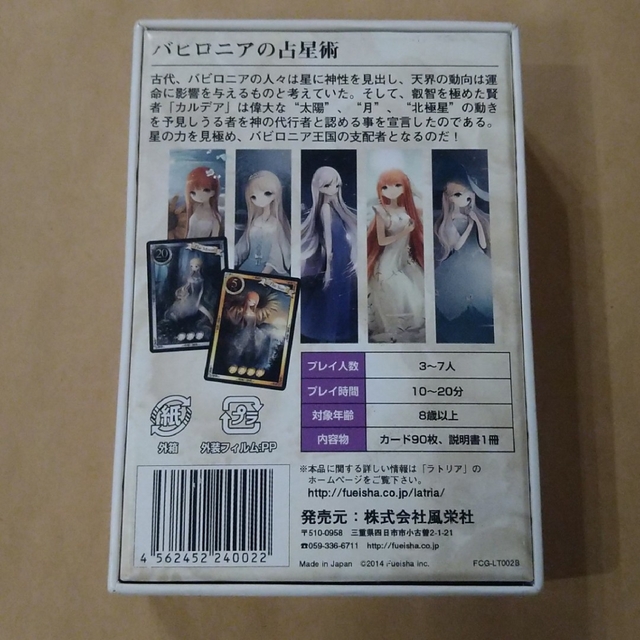 バビロニアの占星術
古代、バビロニアの人々は星に神性を見出し、天界の動向は運
命に影響を与えるものと考えていた。そして、叡智を極めた賢
者「カルデア」は偉大な“太陽”、“月”、“北極星”の動き
を予見しうる者を神の代行者と認める事を宣言したのである。
星の力を見極め、バビロニア王国の支配者となるのだ！
20
5
プレイ人数 3〜7人
プレイ時間 10〜20分
対象年齢 8歳以上
内容物 カード90枚、説明書1冊
紙 プラ
外箱 外装フィルム:PP
※本品に関する詳しい情報は「ラトリア」の
ホームページをご覧下さい。
http://fueisha.co.jp/latria/
発売元：株式会社風栄社
〒510-0958 三重県四日市市小古曽2-1-21
☎059-336-6711 http://fueisha.co.jp
4 562452 240022
Made in Japan ©2014 Fueisha inc. FCG-LT002B